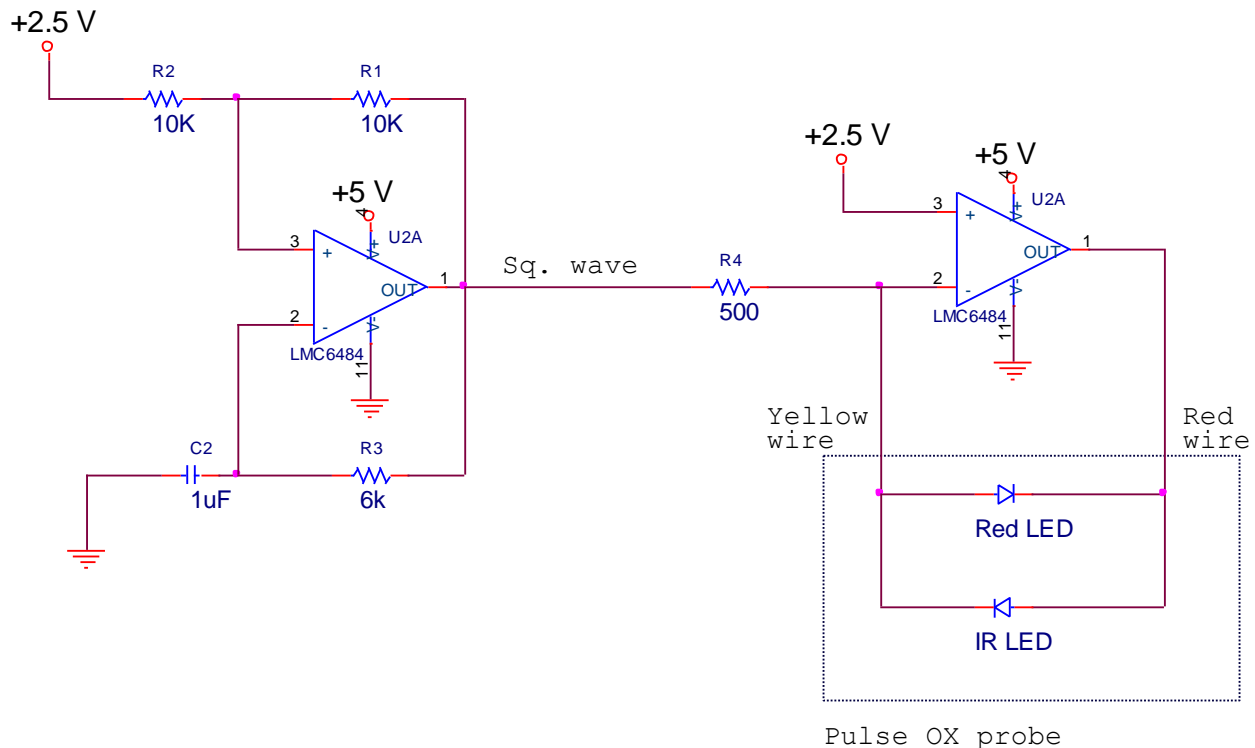 +2.5 V
R2
R1
10K
10K
+5 V
4
U2A
V+
3
+
OUT
1
2
-
V-
LMC6484
11
C2
1uF
R3
6k
Sq. wave
R4
500
+2.5 V
+5 V
4
U2A
V+
3
+
OUT
1
2
-
V-
LMC6484
11
Yellow
wire
Red
wire
Red LED
IR LED
Pulse OX probe